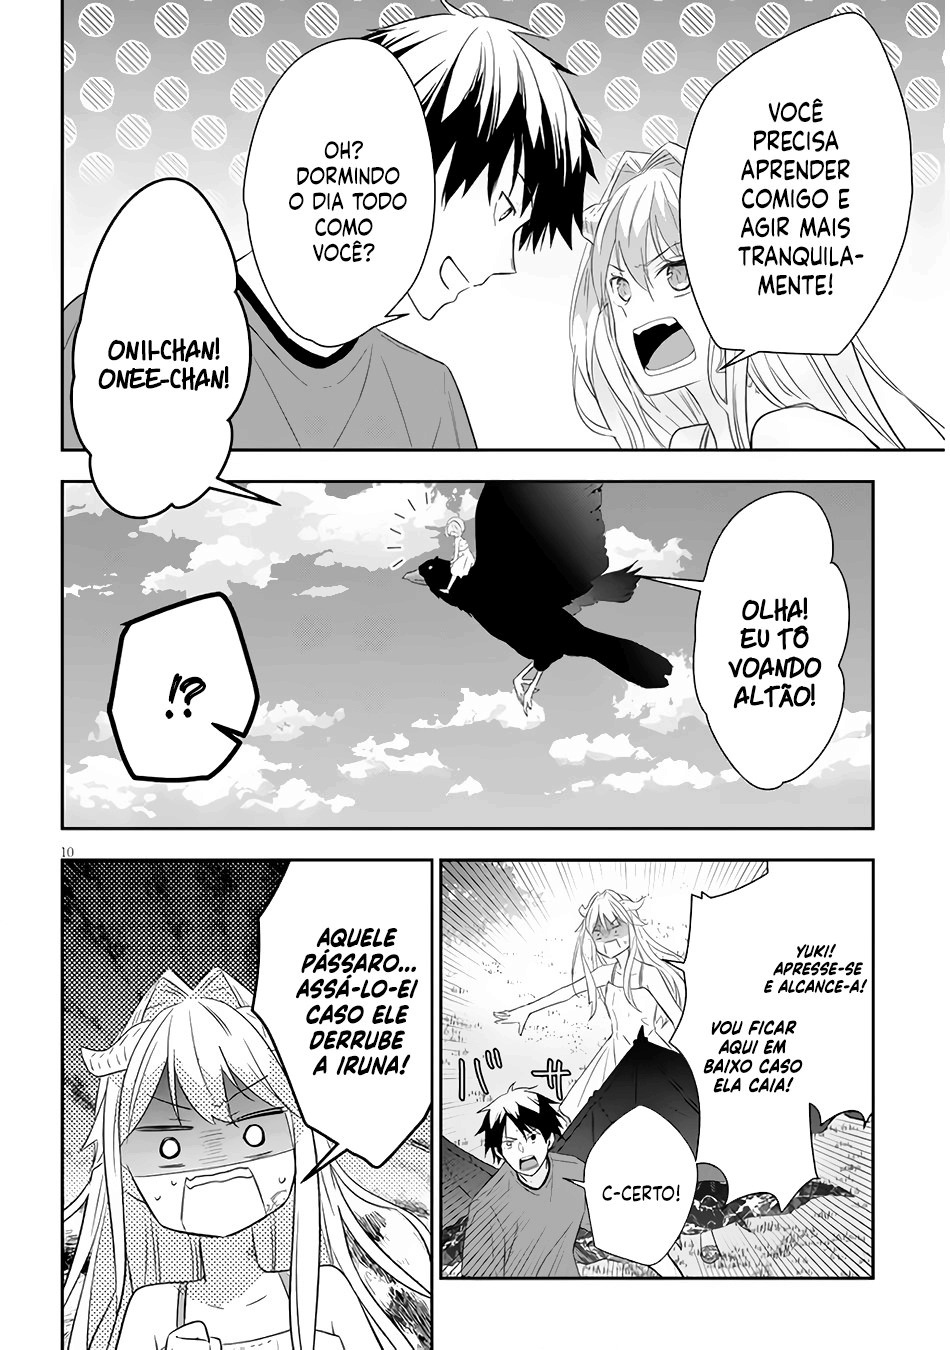 VOCÊ
PRECISA
APRENDER
COMIGO E
AGIR MAIS
TRANQUILA-
MENTE!
OH?
DORMINDO
O DIA TODO
COMO
VOCÊ?
ONII-CHAN!
ONEE-CHAN!
OLHA!
EU TÔ
VOANDO
ALTÃO!
!?
10
YUKI!
APRESSE-SE
E ALCANCE-A!
VOU FICAR
AQUI EM
BAIXO CASO
ELA CAIA!
C-CERTO!
AQUELE
PÁSSARO...
ASSÁ-LO-EI
CASO ELE
DERRUBE
A IRUNA!